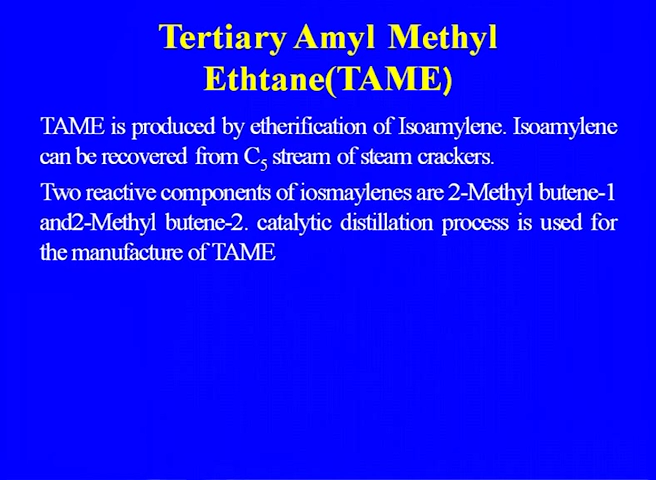 Tertiary Amyl Methyl
Ethtane(TAME)
TAME is produced by etherification of Isoamylene. Isoamylene
can be recovered from C5 stream of steam crackers.
Two reactive components of iosmaylenes are 2-Methyl butene-1
and2-Methyl butene-2. catalytic distillation process is used for
the manufacture of TAME